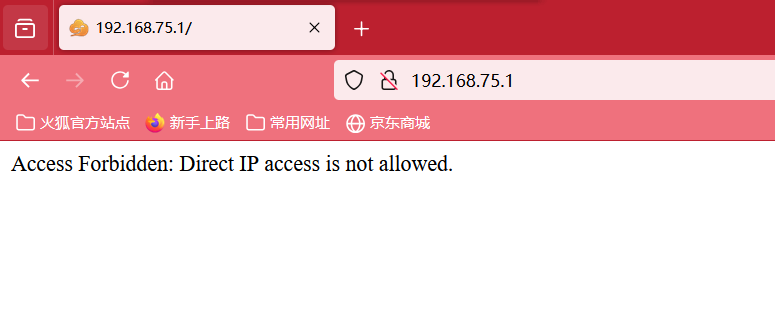 192.168.75.1/
192.168.75.1
火狐官方站点 新手上路 常用网址 京东商城
Access Forbidden: Direct IP access is not allowed.